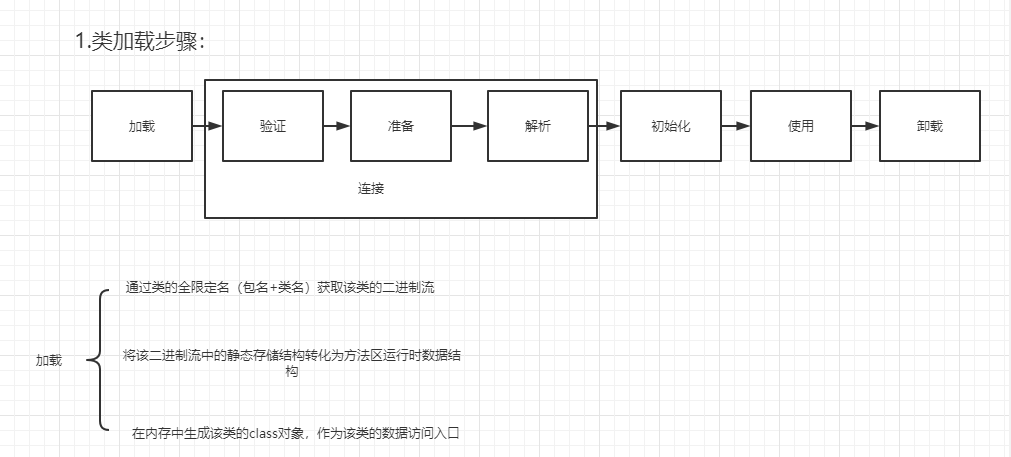 1.类加载步骤：
加载
验证
准备
解析
初始化
使用
卸载
连接
通过类的全限定名（包名+类名）获取该类的二进制流
加载
将该二进制流中的静态存储结构转化为方法区运行时数据结
构
在内存中生成该类的class对象，作为该类的数据访问入口